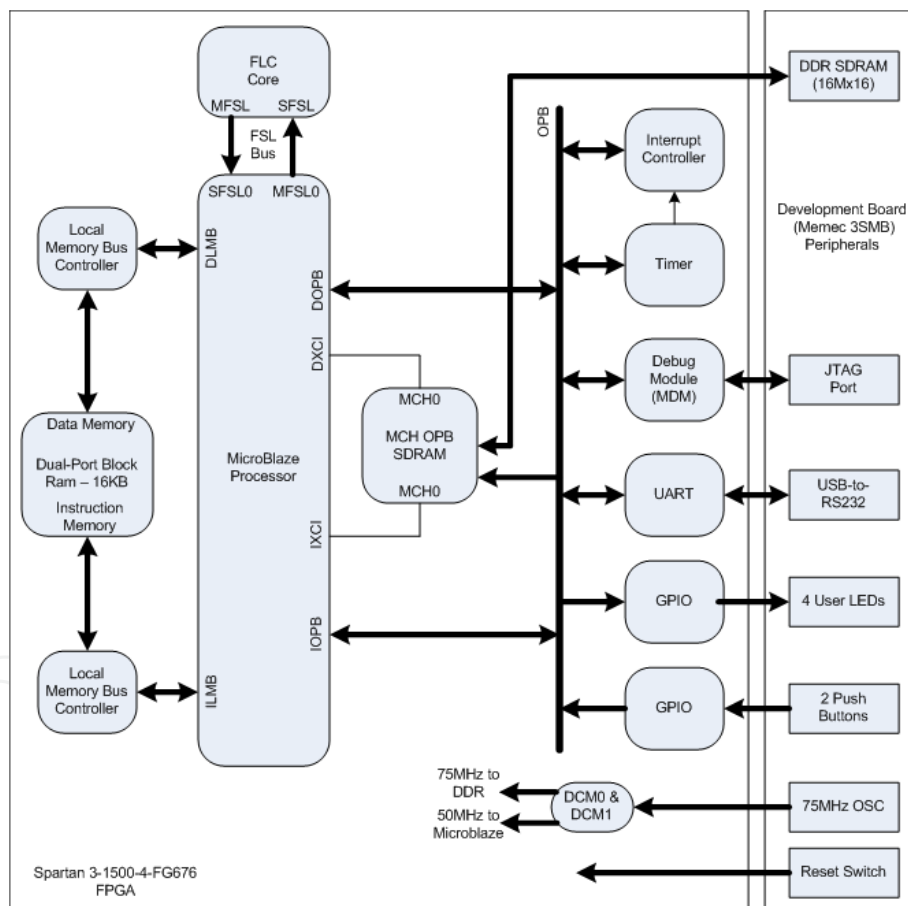 FLC
Core
MFSL SFSL
FSL
Bus
SFSL0 MFSL0
DDR SDRAM
(16Mx16)
OPB
Interrupt
Controller
Development Board
(Memec 3SMB)
Peripherals
Local
Memory Bus
Controller
DLMB
Timer
DOPB
DXCI
Debug
Module
(MDM)
JTAG
Port
MCH0
MCH OPB
SDRAM
MCH0
Data Memory
Dual-Port Block
Ram – 16KB
Instruction
Memory
MicroBlaze
Processor
UART
USB-to-
RS232
IXCI
GPIO
4 User LEDs
IOPB
Local
Memory Bus
Controller
ILMB
GPIO
2 Push
Buttons
75MHz to
DDR
50MHz to
Microblaze
DCM0 &
DCM1
75MHz OSC
Spartan 3-1500-4-FG676
FPGA
Reset Switch